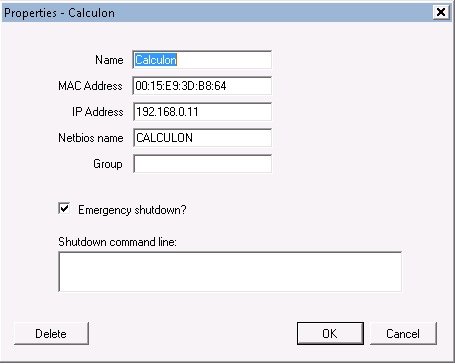 Properties - Calculon
Name Calculon
MAC Address 00:15:E9:3D:B8:64
IP Address 192.168.0.11
Netbios name CALCULON
Group
Emergency shutdown?
Shutdown command line:
Delete OK Cancel